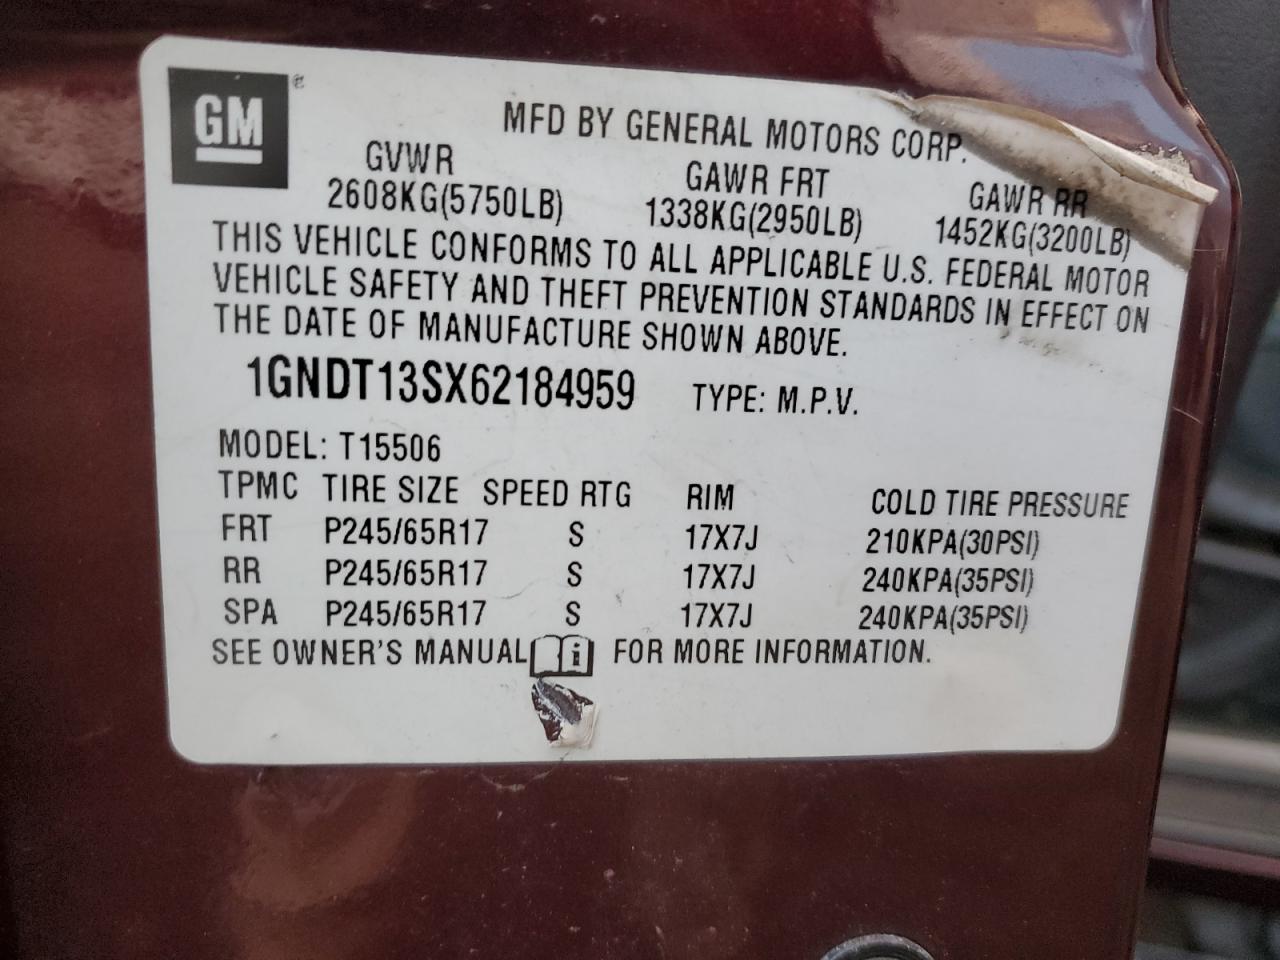 GM ®
MFD BY GENERAL MOTORS CORP.
GVWR GAWR FRT GAWR RR
2608KG(5750LB) 1338KG(2950LB) 1452KG(3200LB)
THIS VEHICLE CONFORMS TO ALL APPLICABLE U.S. FEDERAL MOTOR
VEHICLE SAFETY AND THEFT PREVENTION STANDARDS IN EFFECT ON
THE DATE OF MANUFACTURE SHOWN ABOVE.
1GNDT13SX62184959 TYPE: M.P.V.
MODEL: T15506
TPMC TIRE SIZE SPEED RTG RIM COLD TIRE PRESSURE
FRT P245/65R17 S 17X7J 210KPA(30PSI)
RR P245/65R17 S 17X7J 240KPA(35PSI)
SPA P245/65R17 S 17X7J 240KPA(35PSI)
SEE OWNER'S MANUAL i FOR MORE INFORMATION.